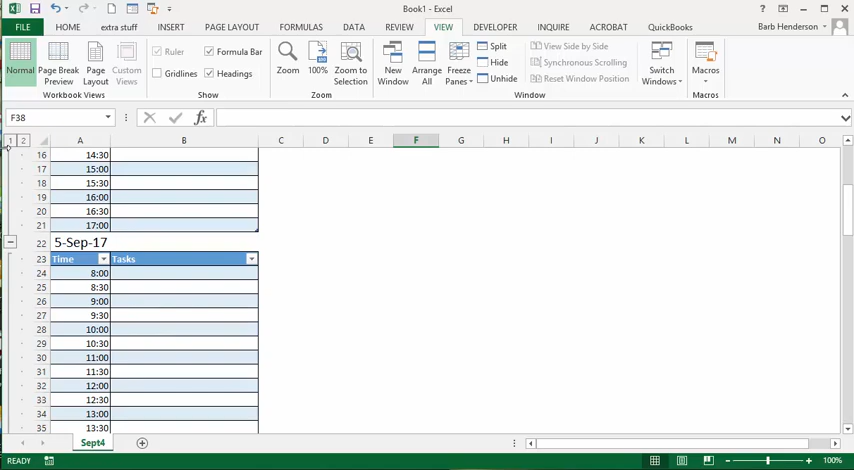 Book1 - Excel
?
FILE HOME extra stuff INSERT PAGE LAYOUT FORMULAS DATA REVIEW VIEW DEVELOPER INQUIRE ACROBAT QuickBooks Barb Henderson
Normal
Page Break Preview
Page Layout
Custom Views
Workbook Views
Ruler
Formula Bar
Gridlines
Headings
Show
Zoom
100%
Zoom to Selection
Zoom
New Window
Arrange All
Freeze Panes
Split
Hide
Unhide
View Side by Side
Synchronous Scrolling
Reset Window Position
Window
Switch Windows
Macros
Macros
F38 fx
1 2 A B C D E F G H I J K L M N O
16 14:30
17 15:00
18 15:30
19 16:00
20 16:30
21 17:00
22 5-Sep-17
23 Time Tasks
24 8:00
25 8:30
26 9:00
27 9:30
28 10:00
29 10:30
30 11:00
31 11:30
32 12:00
33 12:30
34 13:00
35 13:30
Sept4
READY 100%